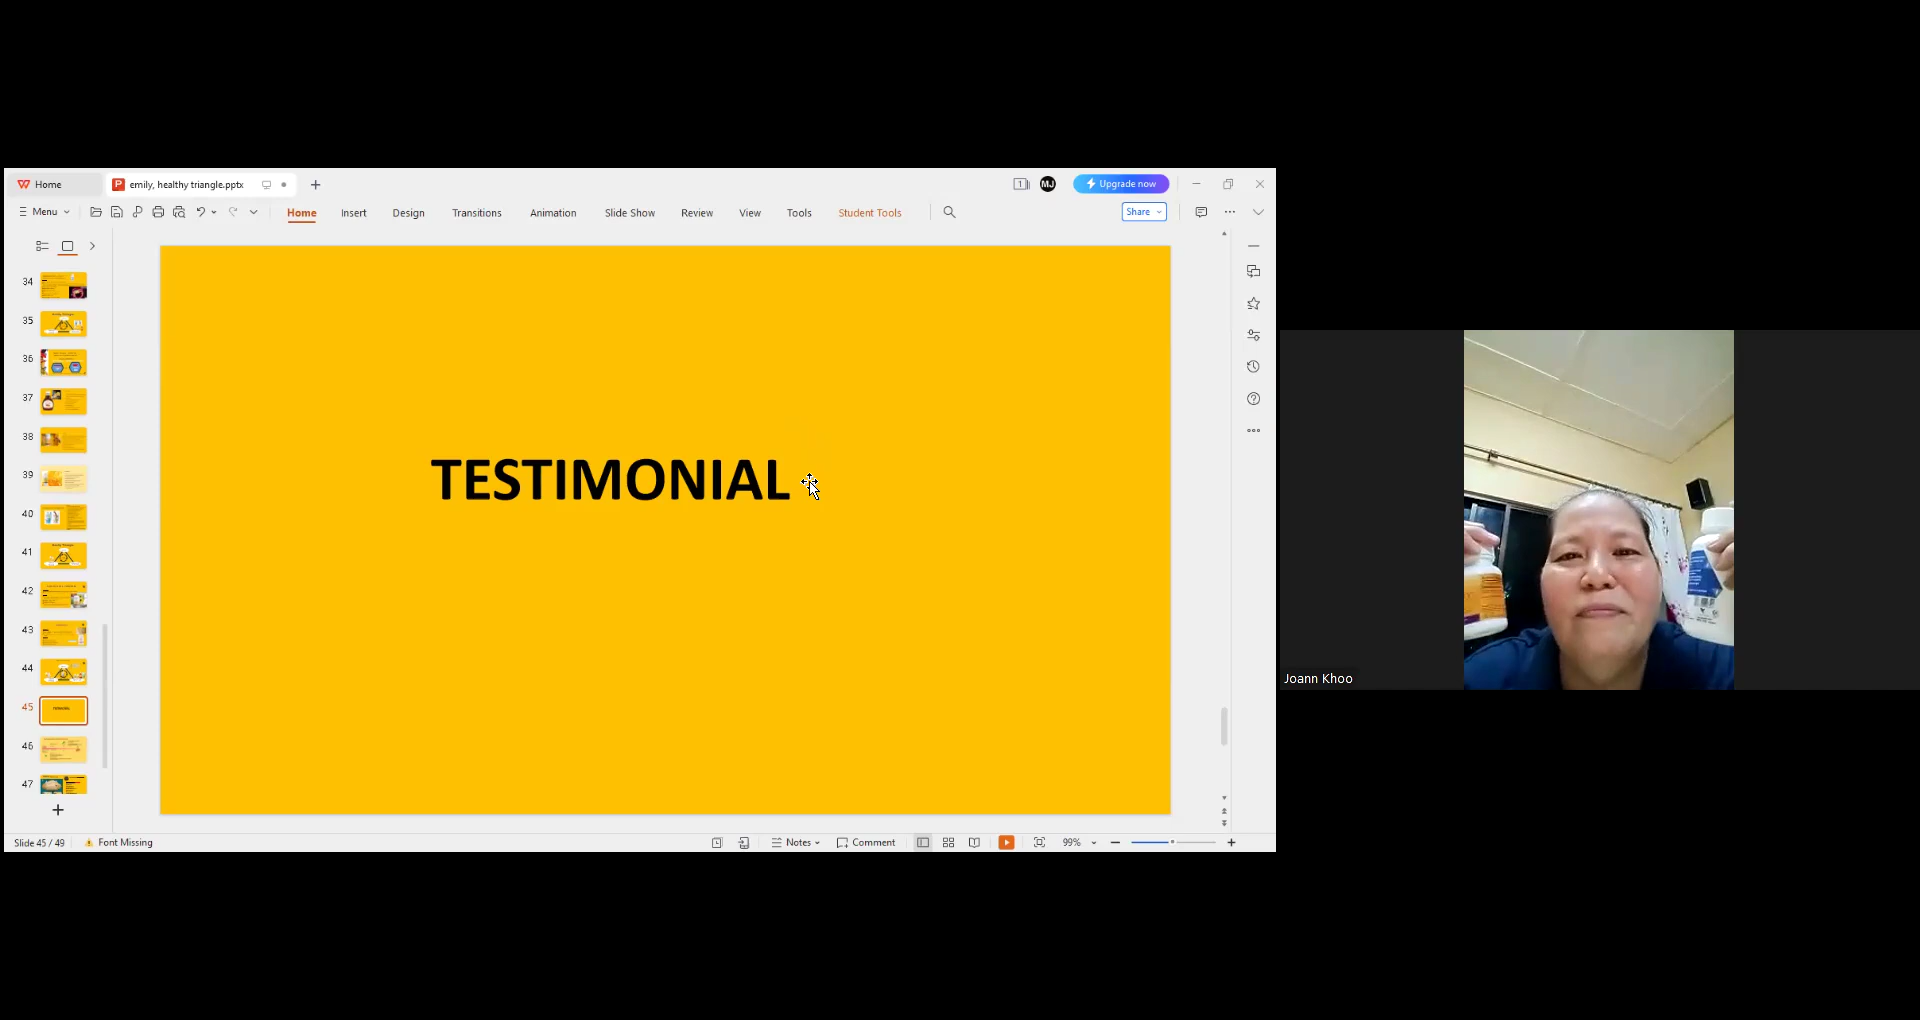 Home
emily, healthy triangle.pptx
Upgrade now
MJ
Menu
Home
Insert
Design
Transitions
Animation
Slide Show
Review
View
Tools
Student Tools
Share
34
35
36
37
38
39
40
41
42
43
44
45
46
47
TESTIMONIAL
Joann Khoo
Slide 45 / 49
Font Missing
Notes
Comment
99%